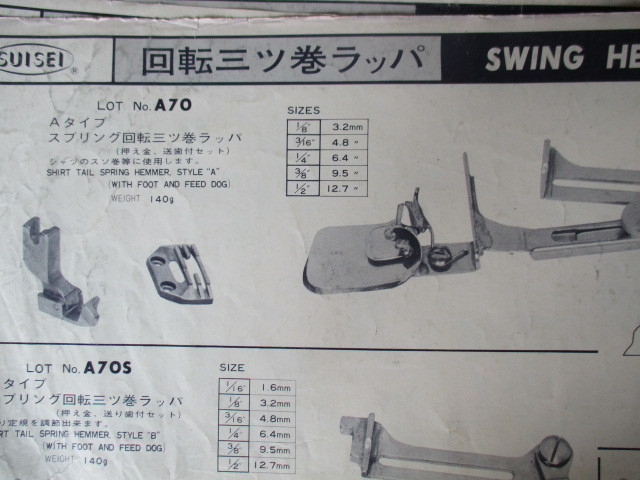 SUISEI®
回転三ツ巻ラッパ
SWING HE
LOT No. A70
Aタイプ
スプリング回転三ツ巻ラッパ
(押え金、送歯付セット)
シャツのスソ巻等に使用します。
SHIRT TAIL SPRING HEMMER, STYLE "A"
(WITH FOOT AND FEED DOG)
WEIGHT 140g
SIZES
1/8" 3.2mm
3/16" 4.8 〃
1/4" 6.4 〃
3/8" 9.5 〃
1/2" 12.7 〃
LOT No. A70S
タイプ
プリング回転三ツ巻ラッパ
(押え金、送り歯付セット)
り定規を調節出来ます。
RT TAIL SPRING HEMMER, STYLE "B"
(WITH FOOT AND FEED DOG)
WEIGHT 140g
SIZE
1/16" 1.6mm
1/8" 3.2mm
3/16" 4.8mm
1/4" 6.4mm
3/8" 9.5mm
1/2" 12.7mm